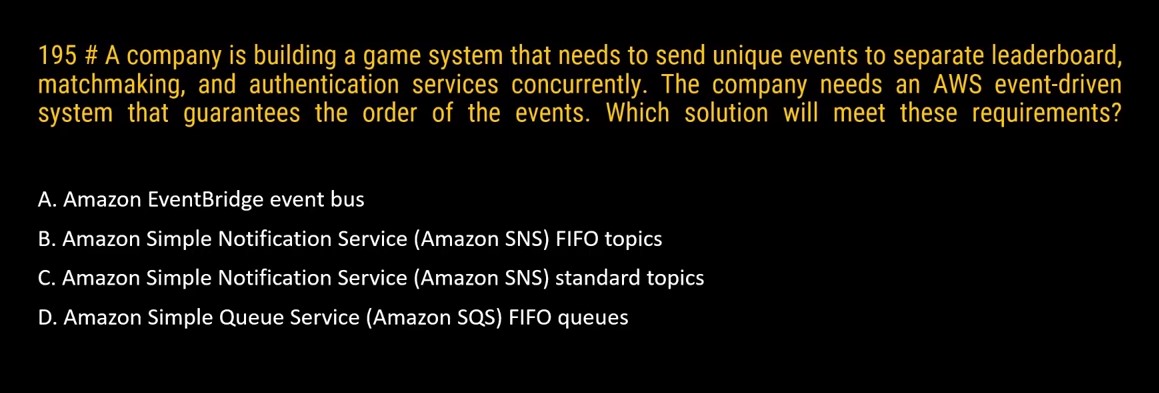 195 # A company is building a game system that needs to send unique events to separate leaderboard,
matchmaking, and authentication services concurrently. The company needs an AWS event-driven
system that guarantees the order of the events. Which solution will meet these requirements?
A. Amazon EventBridge event bus
B. Amazon Simple Notification Service (Amazon SNS) FIFO topics
C. Amazon Simple Notification Service (Amazon SNS) standard topics
D. Amazon Simple Queue Service (Amazon SQS) FIFO queues